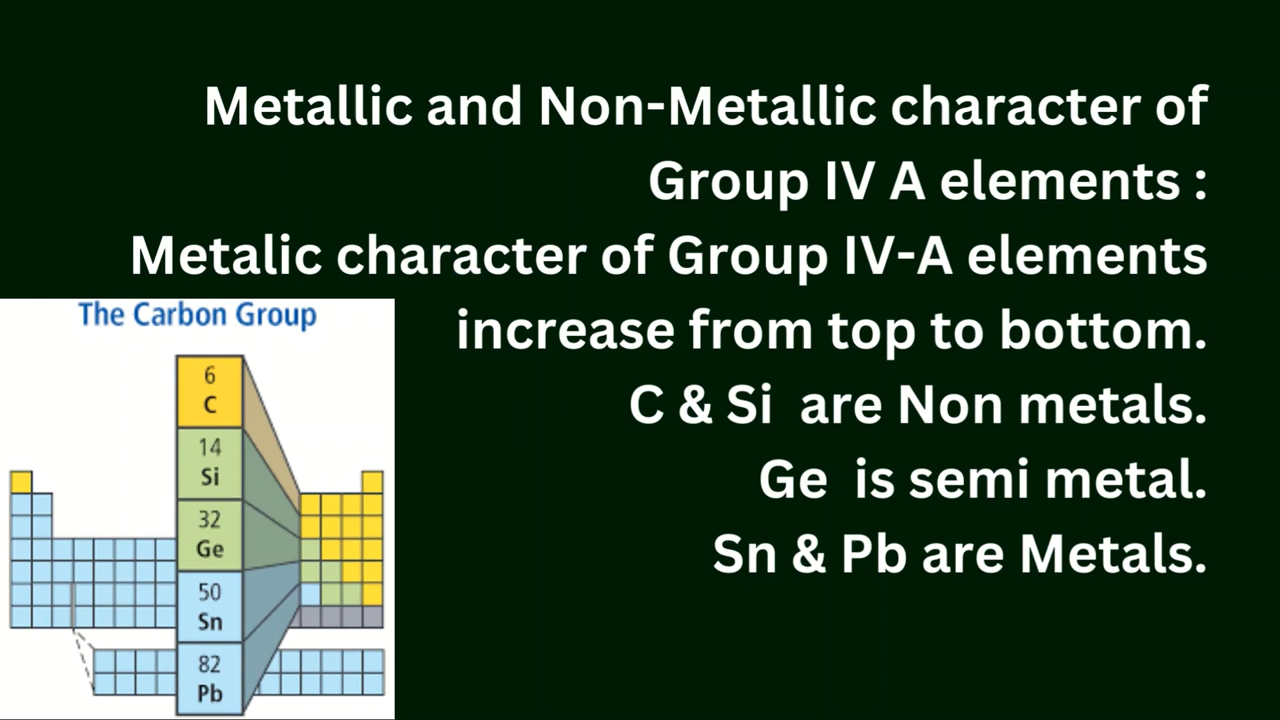 Metallic and Non-Metallic character of
Group IV A elements :
Metalic character of Group IV-A elements
increase from top to bottom.
C & Si are Non metals.
Ge is semi metal.
Sn & Pb are Metals.
The Carbon Group
6
C
14
Si
32
Ge
50
Sn
82
Pb